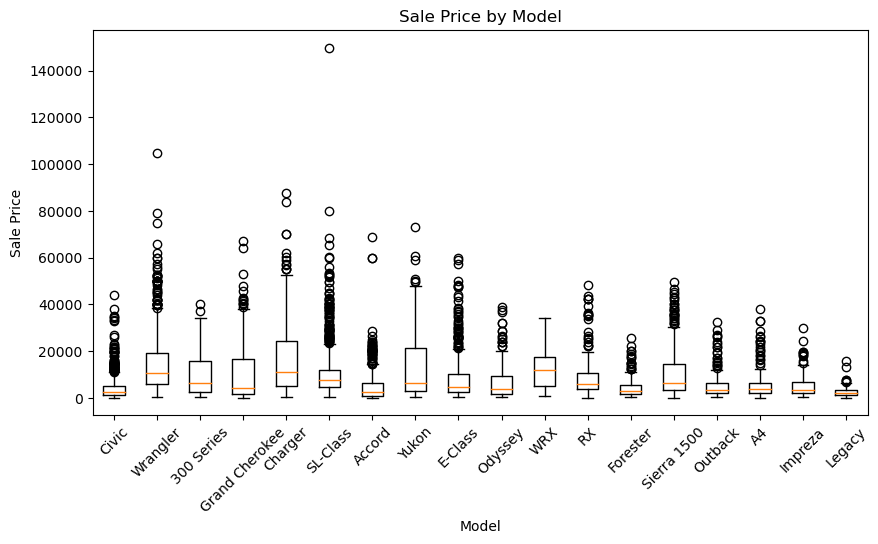 Sale Price by Model
Sale Price
140000
120000
100000
80000
60000
40000
20000
0
Civic
Wrangler
300 Series
Grand Cherokee
Charger
SL-Class
Accord
Yukon
E-Class
Odyssey
WRX
RX
Forester
Sierra 1500
Outback
A4
Impreza
Legacy
Model